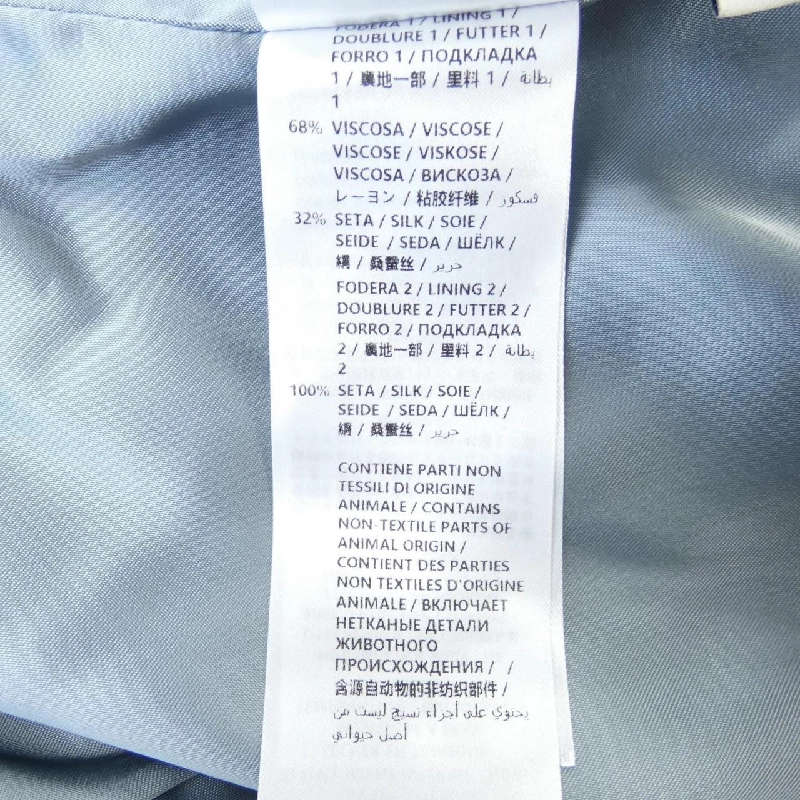 FODERA 1 / LINING 1 /
DOUBLURE 1 / FUTTER 1 /
FORRO 1 / ПОДКЛАДКА
1 / 裏地一部 / 里料 1 / بطانة
1
68% VISCOSA / VISCOSE /
VISCOSE / VISKOSE /
VISCOSA / ВИСКОЗА /
レーヨン / 粘胶纤维 / فسكوز
32% SETA / SILK / SOIE /
SEIDE / SEDA / ШЁЛК /
絹 / 桑蚕丝 / حرير
FODERA 2 / LINING 2 /
DOUBLURE 2 / FUTTER 2 /
FORRO 2 / ПОДКЛАДКА
2 / 裏地一部 / 里料 2 / بطانة
2
100% SETA / SILK / SOIE /
SEIDE / SEDA / ШЁЛК /
絹 / 桑蚕丝 / حرير
CONTIENE PARTI NON
TESSILI DI ORIGINE
ANIMALE / CONTAINS
NON-TEXTILE PARTS OF
ANIMAL ORIGIN /
CONTIENT DES PARTIES
NON TEXTILES D'ORIGINE
ANIMALE / ВКЛЮЧАЕТ
НЕТКАНЫЕ ДЕТАЛИ
ЖИВОТНОГО
ПРОИСХОЖДЕНИЯ / /
含源自动物的非纺织部件 /
يحتوي على أجزاء نسيج ليست من
أصل حيواني